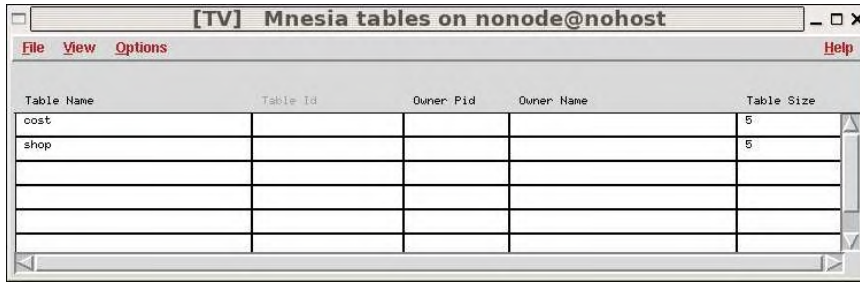 [TV] Mnesia tables on nonode@nohost
File View Options Help
Table Name Table Id Owner Pid Owner Name Table Size
cost 5
shop 5